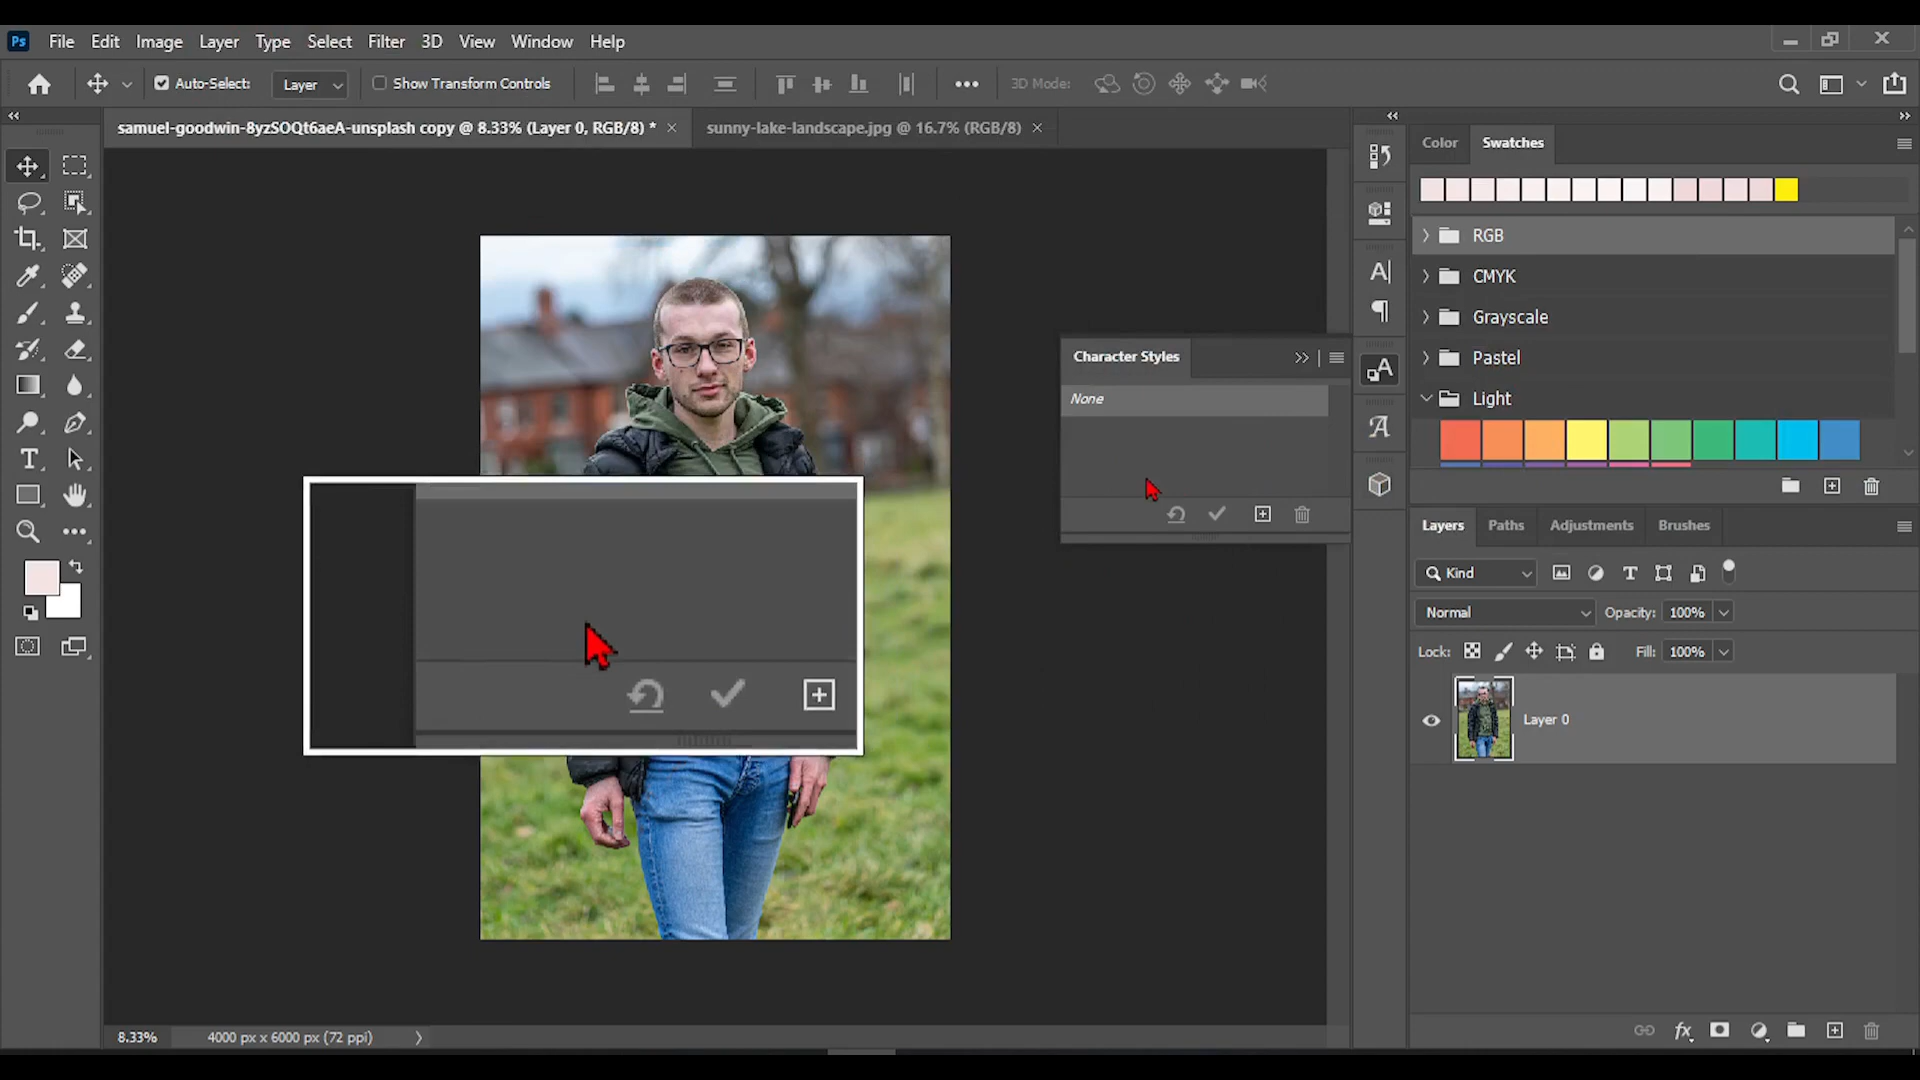 Ps File Edit Image Layer Type Select Filter 3D View Window Help
Auto-Select: Layer Show Transform Controls 3D Mode:
samuel-goodwin-8yzSOQt6aeA-unsplash copy @ 8.33% (Layer 0, RGB/8) *
sunny-lake-landscape.jpg @ 16.7% (RGB/8)
Color Swatches
RGB
CMYK
Grayscale
Pastel
Light
Character Styles
None
Layers Paths Adjustments Brushes
Kind
Normal Opacity: 100%
Lock: Fill: 100%
Layer 0
8.33% 4000 px x 6000 px (72 ppi)